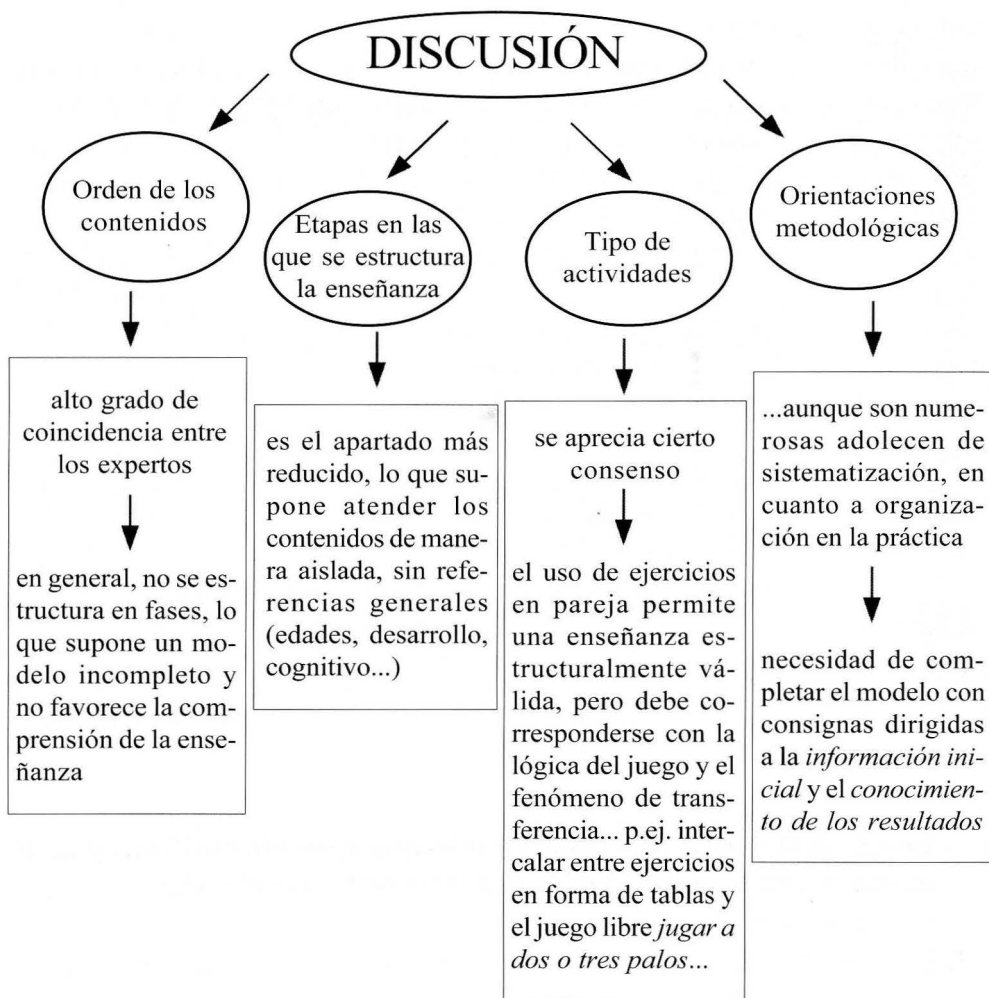 DISCUSIÓN
Orden de los
contenidos
Etapas en las
que se estructura
la enseñanza
Tipo de
actividades
Orientaciones
metodológicas
alto grado de
coincidencia entre
los expertos
en general, no se es-
tructura en fases, lo
que supone un mo-
delo incompleto y
no favorece la com-
prensión de la ense-
ñanza
es el apartado más
reducido, lo que su-
pone atender los
contenidos de mane-
ra aislada, sin refe-
rencias generales
(edades, desarrollo,
cognitivo...)
se aprecia cierto
consenso
el uso de ejercicios
en pareja permite
una enseñanza es-
tructuralmente vá-
lida, pero debe co-
rresponderse con la
lógica del juego y el
fenómeno de trans-
ferencia... p.ej. inter-
calar entre ejercicios
en forma de tablas y
el juego libre jugar a
dos o tres palos...
...aunque son nume-
rosas adolecen de
sistematización, en
cuanto a organiza-
ción en la práctica
necesidad de com-
pletar el modelo con
consignas dirigidas
a la información ini-
cial y el conocimien-
to de los resultados